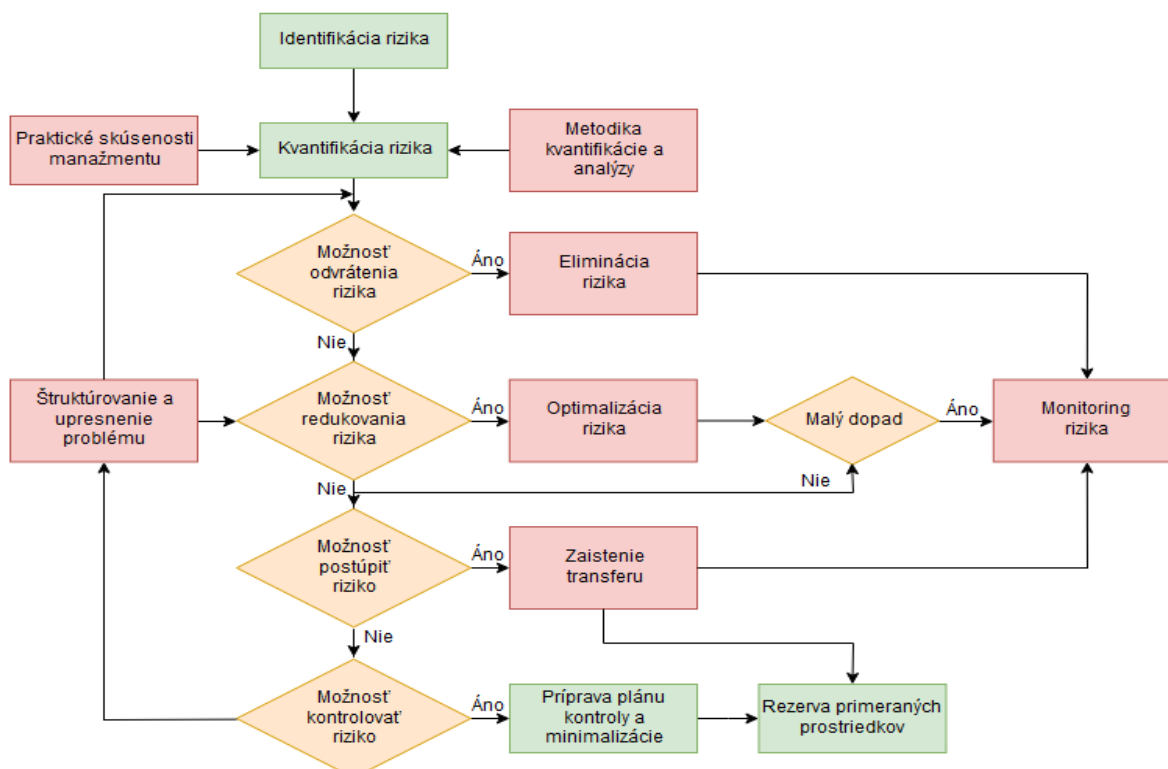 Identifikácia rizika
Praktické skúsenosti
manažmentu
Kvantifikácia rizika
Metodika
kvantifikácie a
analýzy
Možnosť
odvrátenia
rizika
Áno
Eliminácia
rizika
Nie
Štruktúrovanie a
upresnenie
problému
Možnosť
redukovania
rizika
Áno
Optimalizácia
rizika
Malý dopad
Áno
Monitoring
rizika
Nie
Nie
Možnosť
postúpiť
riziko
Áno
Zaistenie
transferu
Nie
Možnosť
kontrolovať
riziko
Áno
Príprava plánu
kontroly a
minimalizácie
Rezerva primeraných
prostriedkov